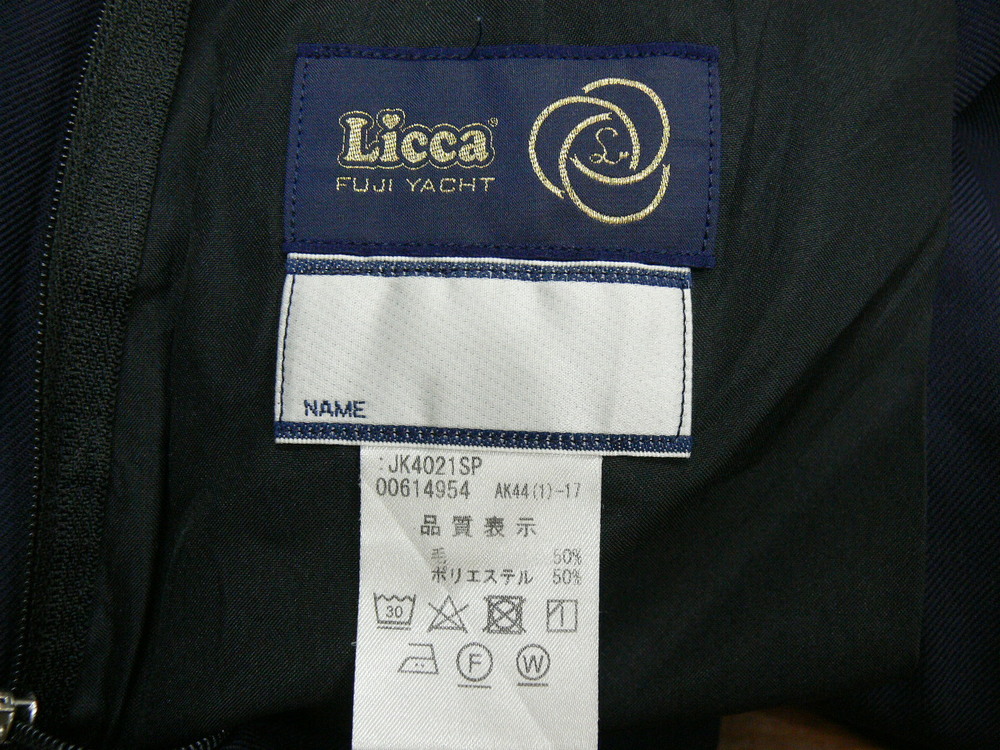 Licca®
FUJI YACHT
L
NAME
:JK4021SP
00614954 AK44(1)-17
品質表示
毛 50%
ポリエステル 50%
30
F W